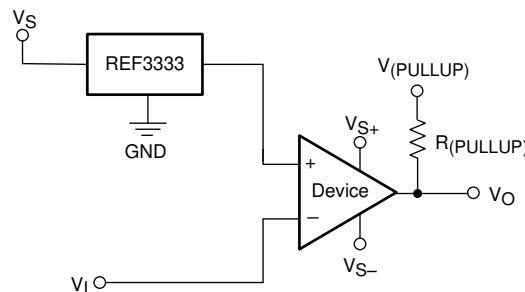 VS
REF3333
GND
V(PULLUP)
VS+
R(PULLUP)
+
Device
–
VO
VS–
VI